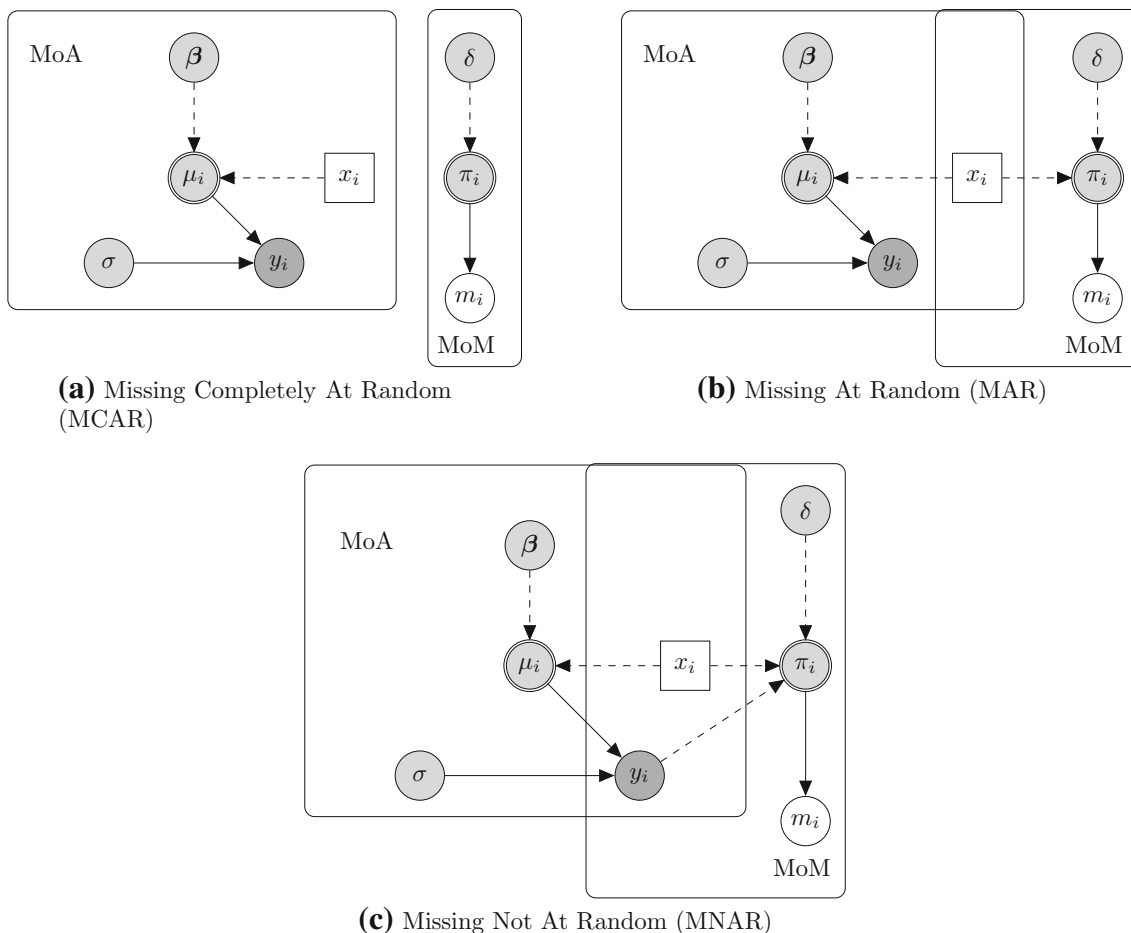 MoA
β
δ
μi
xi
πi
σ
yi
mi
MoM
(a) Missing Completely At Random
(MCAR)
MoA
β
δ
μi
xi
πi
σ
yi
mi
MoM
(b) Missing At Random (MAR)
MoA
β
δ
μi
xi
πi
σ
yi
mi
MoM
(c) Missing Not At Random (MNAR)